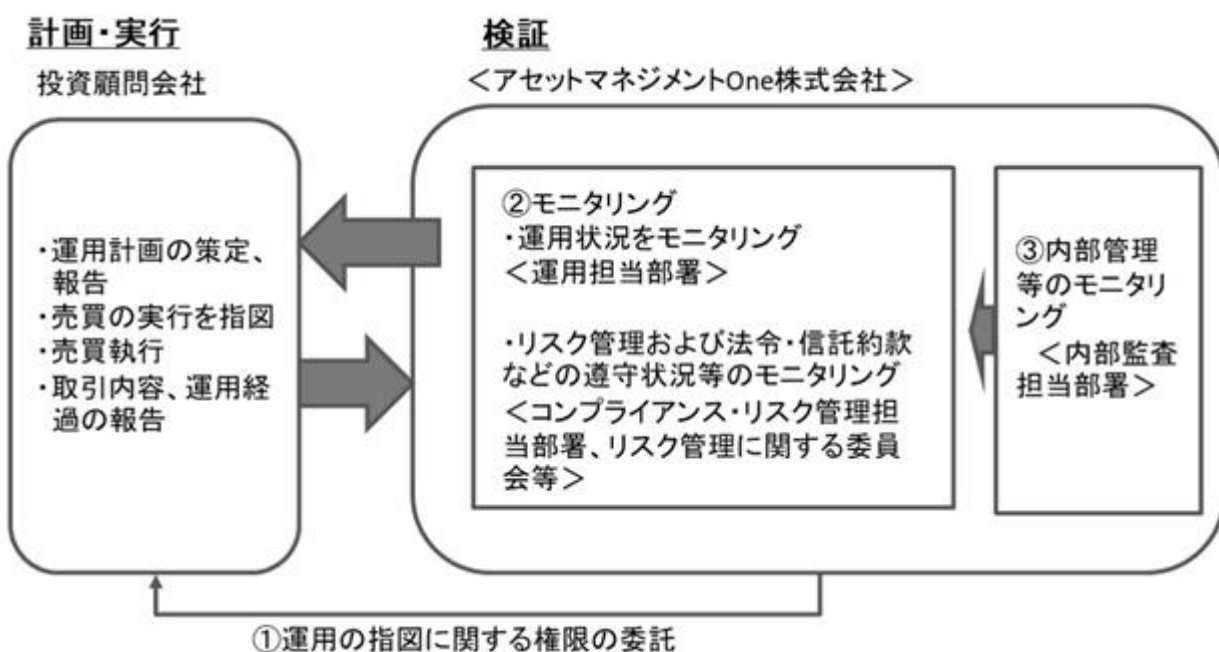 計画・実行
投資顧問会社
・運用計画の策定、
報告
・売買の実行を指図
・売買執行
・取引内容、運用経
過の報告
検証
＜アセットマネジメントOne株式会社＞
②モニタリング
・運用状況をモニタリング
＜運用担当部署＞
・リスク管理および法令・信託約款
などの遵守状況等のモニタリング
＜コンプライアンス・リスク管理担
当部署、リスク管理に関する委員
会等＞
③内部管理
等のモニタリ
ング
＜内部監査
担当部署＞
①運用の指図に関する権限の委託